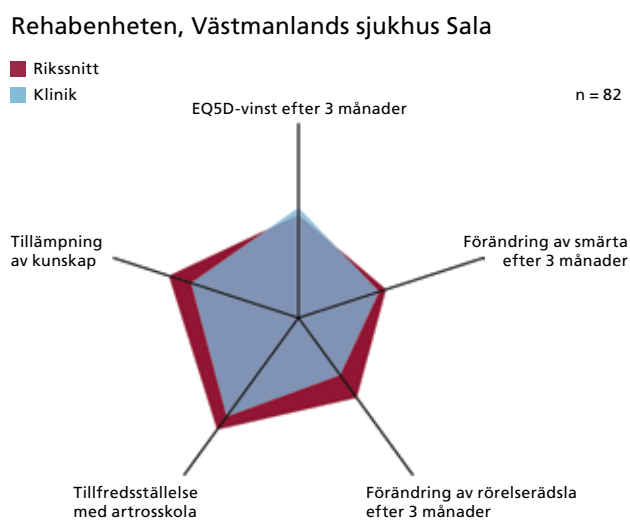 Rehabenheten, Västmanlands sjukhus Sala
Rikssnitt
Klinik
n = 82
EQ5D-vinst efter 3 månader
Tillämpning
av kunskap
Förändring av smärta
efter 3 månader
Tillfredsställelse
med artrosskola
Förändring av rörelserädsla
efter 3 månader